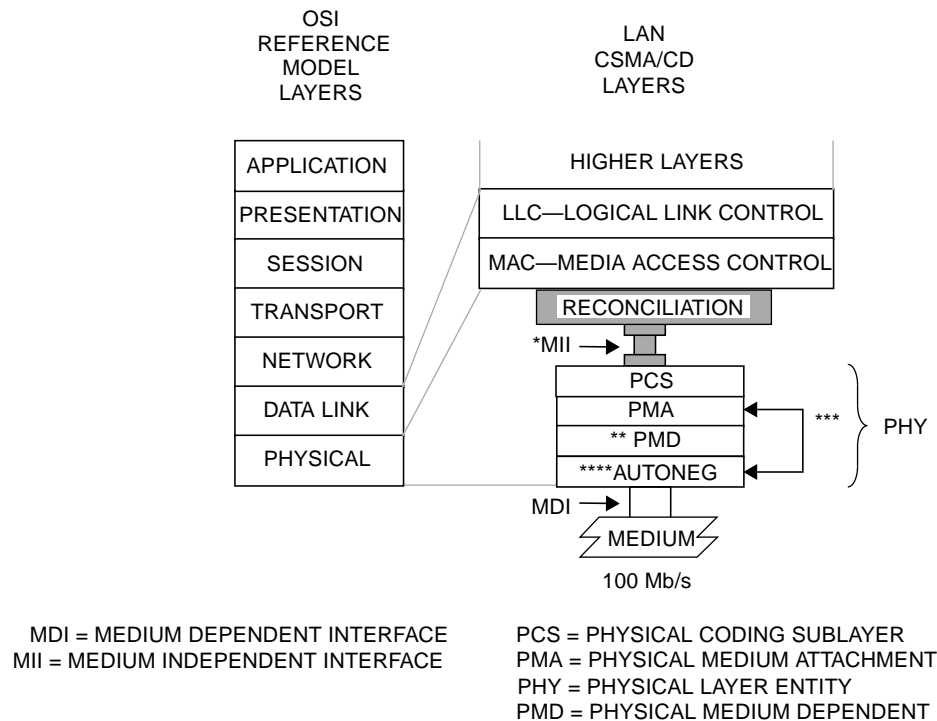 OSI
REFERENCE
MODEL
LAYERS
LAN
CSMA/CD
LAYERS
APPLICATION
PRESENTATION
SESSION
TRANSPORT
NETWORK
DATA LINK
PHYSICAL
HIGHER LAYERS
LLC—LOGICAL LINK CONTROL
MAC—MEDIA ACCESS CONTROL
RECONCILIATION
*MII
PCS
PMA
** PMD
****AUTONEG
***
PHY
MDI
MEDIUM
100 Mb/s
MDI = MEDIUM DEPENDENT INTERFACE
MII = MEDIUM INDEPENDENT INTERFACE
PCS = PHYSICAL CODING SUBLAYER
PMA = PHYSICAL MEDIUM ATTACHMENT
PHY = PHYSICAL LAYER ENTITY
PMD = PHYSICAL MEDIUM DEPENDENT